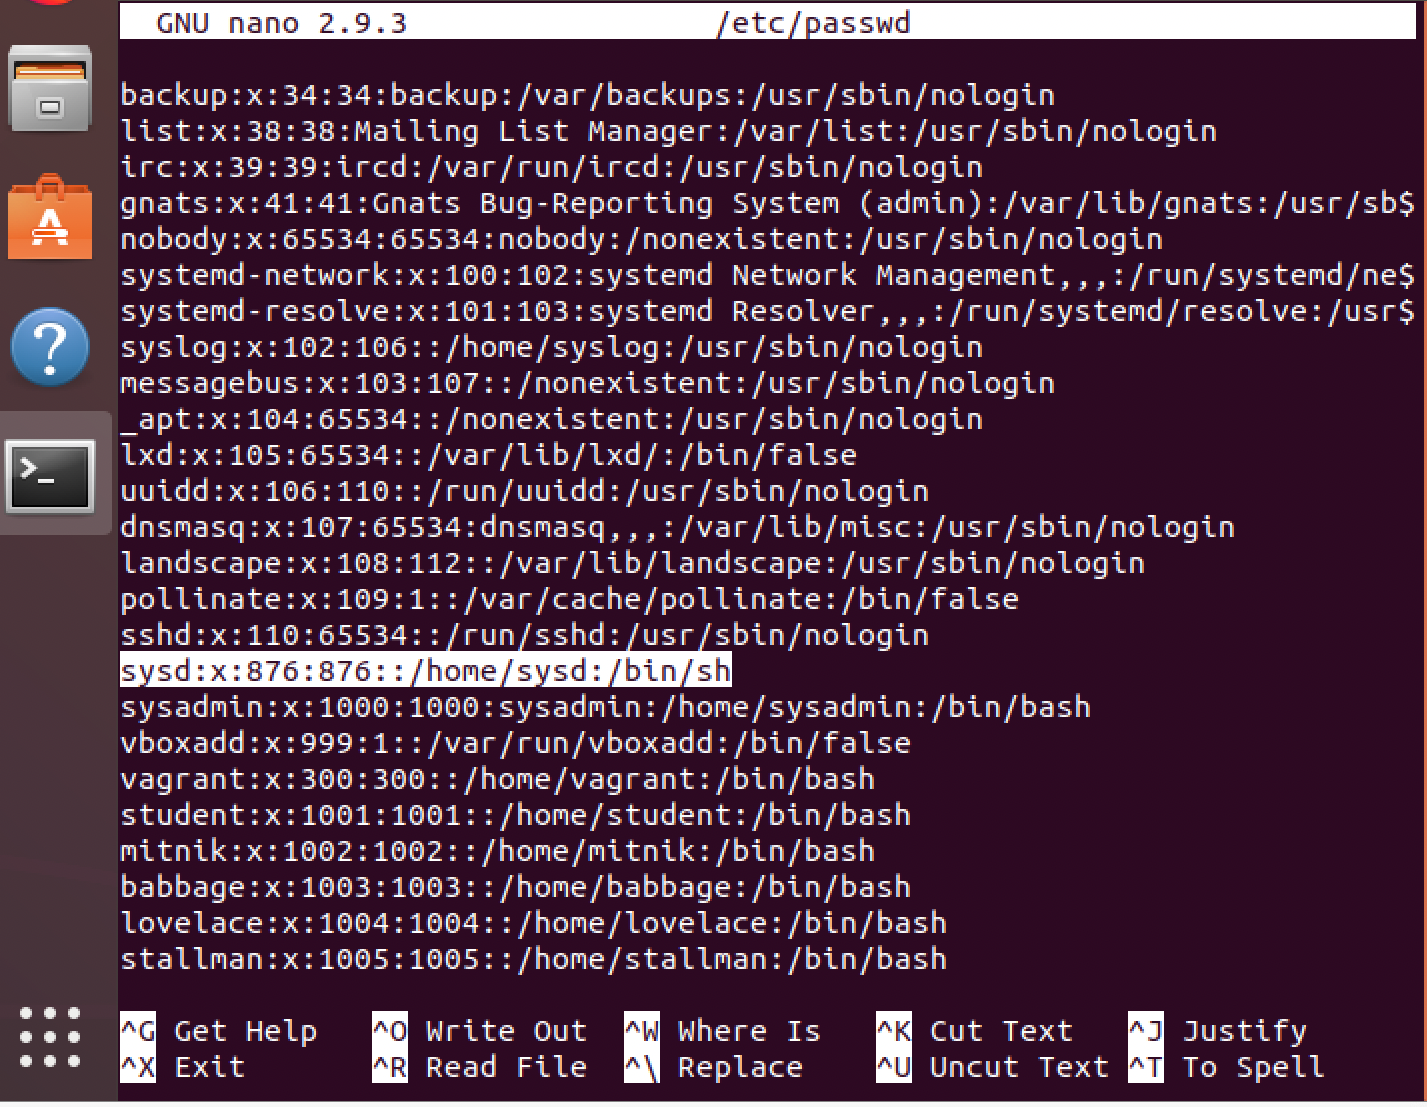 GNU nano 2.9.3 /etc/passwd
backup:x:34:34:backup:/var/backups:/usr/sbin/nologin
list:x:38:38:Mailing List Manager:/var/list:/usr/sbin/nologin
irc:x:39:39:ircd:/var/run/ircd:/usr/sbin/nologin
gnats:x:41:41:Gnats Bug-Reporting System (admin):/var/lib/gnats:/usr/sb$
nobody:x:65534:65534:nobody:/nonexistent:/usr/sbin/nologin
systemd-network:x:100:102:systemd Network Management,,,:/run/systemd/ne$
systemd-resolve:x:101:103:systemd Resolver,,,:/run/systemd/resolve:/usr$
syslog:x:102:106::/home/syslog:/usr/sbin/nologin
messagebus:x:103:107::/nonexistent:/usr/sbin/nologin
_apt:x:104:65534::/nonexistent:/usr/sbin/nologin
lxd:x:105:65534::/var/lib/lxd/:/bin/false
uuidd:x:106:110::/run/uuidd:/usr/sbin/nologin
dnsmasq:x:107:65534:dnsmasq,,,:/var/lib/misc:/usr/sbin/nologin
landscape:x:108:112::/var/lib/landscape:/usr/sbin/nologin
pollinate:x:109:1::/var/cache/pollinate:/bin/false
sshd:x:110:65534::/run/sshd:/usr/sbin/nologin
sysd:x:876:876::/home/sysd:/bin/sh
sysadmin:x:1000:1000:sysadmin:/home/sysadmin:/bin/bash
vboxadd:x:999:1::/var/run/vboxadd:/bin/false
vagrant:x:300:300::/home/vagrant:/bin/bash
student:x:1001:1001::/home/student:/bin/bash
mitnik:x:1002:1002::/home/mitnik:/bin/bash
babbage:x:1003:1003::/home/babbage:/bin/bash
lovelace:x:1004:1004::/home/lovelace:/bin/bash
stallman:x:1005:1005::/home/stallman:/bin/bash
^G Get Help ^O Write Out ^W Where Is ^K Cut Text ^J Justify
^X Exit ^R Read File ^\ Replace ^U Uncut Text ^T To Spell